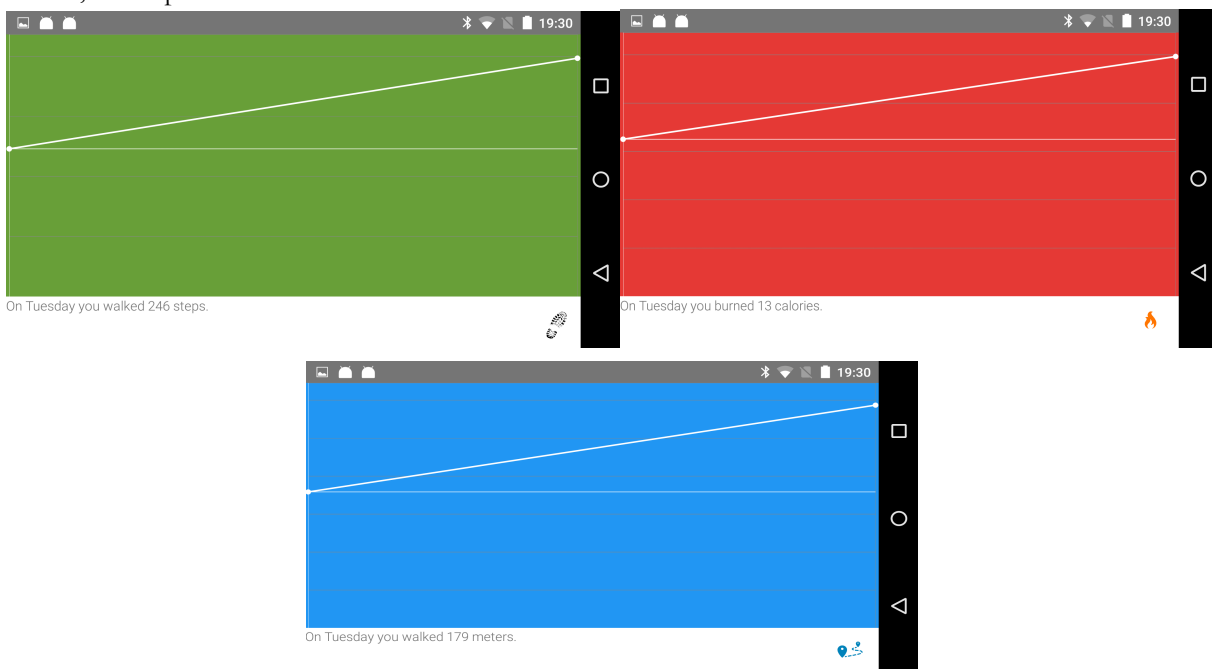 19:30
19:30
On Tuesday you walked 246 steps.
On Tuesday you burned 13 calories.
19:30
On Tuesday you walked 179 meters.